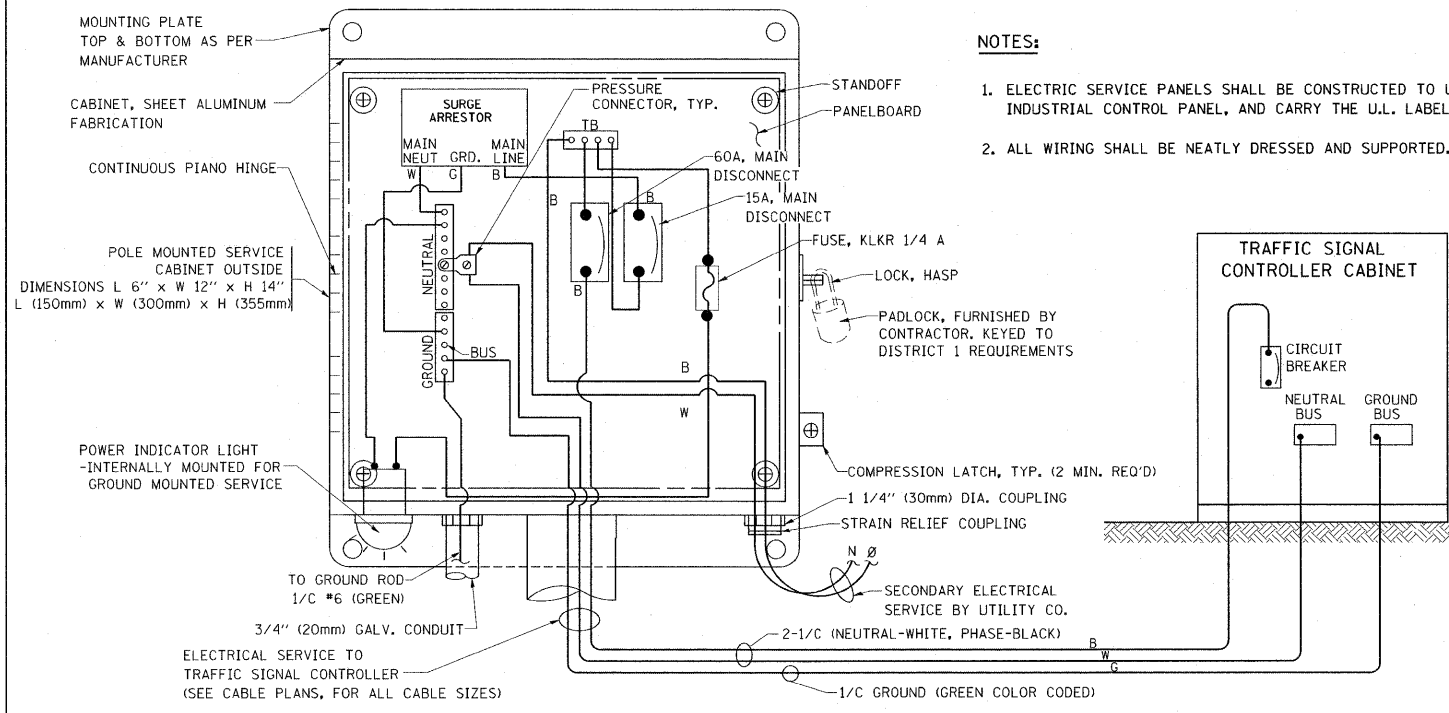 MOUNTING PLATE
TOP & BOTTOM AS PER
MANUFACTURER
CABINET, SHEET ALUMINUM
FABRICATION
CONTINUOUS PIANO HINGE
POLE MOUNTED SERVICE
CABINET OUTSIDE
DIMENSIONS L 6" x W 12" x H 14"
L (150mm) x W (300mm) x H (355mm)
POWER INDICATOR LIGHT
-INTERNALLY MOUNTED FOR
GROUND MOUNTED SERVICE
SURGE
ARRESTOR
MAIN
NEUT
GRD.
MAIN
LINE
W
G
B
PRESSURE
CONNECTOR, TYP.
TB
STANDOFF
PANELBOARD
60A, MAIN
DISCONNECT
15A, MAIN
DISCONNECT
B
B
B
FUSE, KLKR 1/4 A
LOCK, HASP
PADLOCK, FURNISHED BY
CONTRACTOR. KEYED TO
DISTRICT 1 REQUIREMENTS
NEUTRAL
GROUND
BUS
B
W
COMPRESSION LATCH, TYP. (2 MIN. REQ'D)
1 1/4" (30mm) DIA. COUPLING
STRAIN RELIEF COUPLING
N Ø
SECONDARY ELECTRICAL
SERVICE BY UTILITY CO.
TO GROUND ROD
1/C #6 (GREEN)
3/4" (20mm) GALV. CONDUIT
ELECTRICAL SERVICE TO
TRAFFIC SIGNAL CONTROLLER
(SEE CABLE PLANS, FOR ALL CABLE SIZES)
2-1/C (NEUTRAL-WHITE, PHASE-BLACK)
B
W
G
1/C GROUND (GREEN COLOR CODED)
NOTES:
1. ELECTRIC SERVICE PANELS SHALL BE CONSTRUCTED TO U
INDUSTRIAL CONTROL PANEL, AND CARRY THE U.L. LABEL
2. ALL WIRING SHALL BE NEATLY DRESSED AND SUPPORTED.
TRAFFIC SIGNAL
CONTROLLER CABINET
CIRCUIT
BREAKER
NEUTRAL
BUS
GROUND
BUS